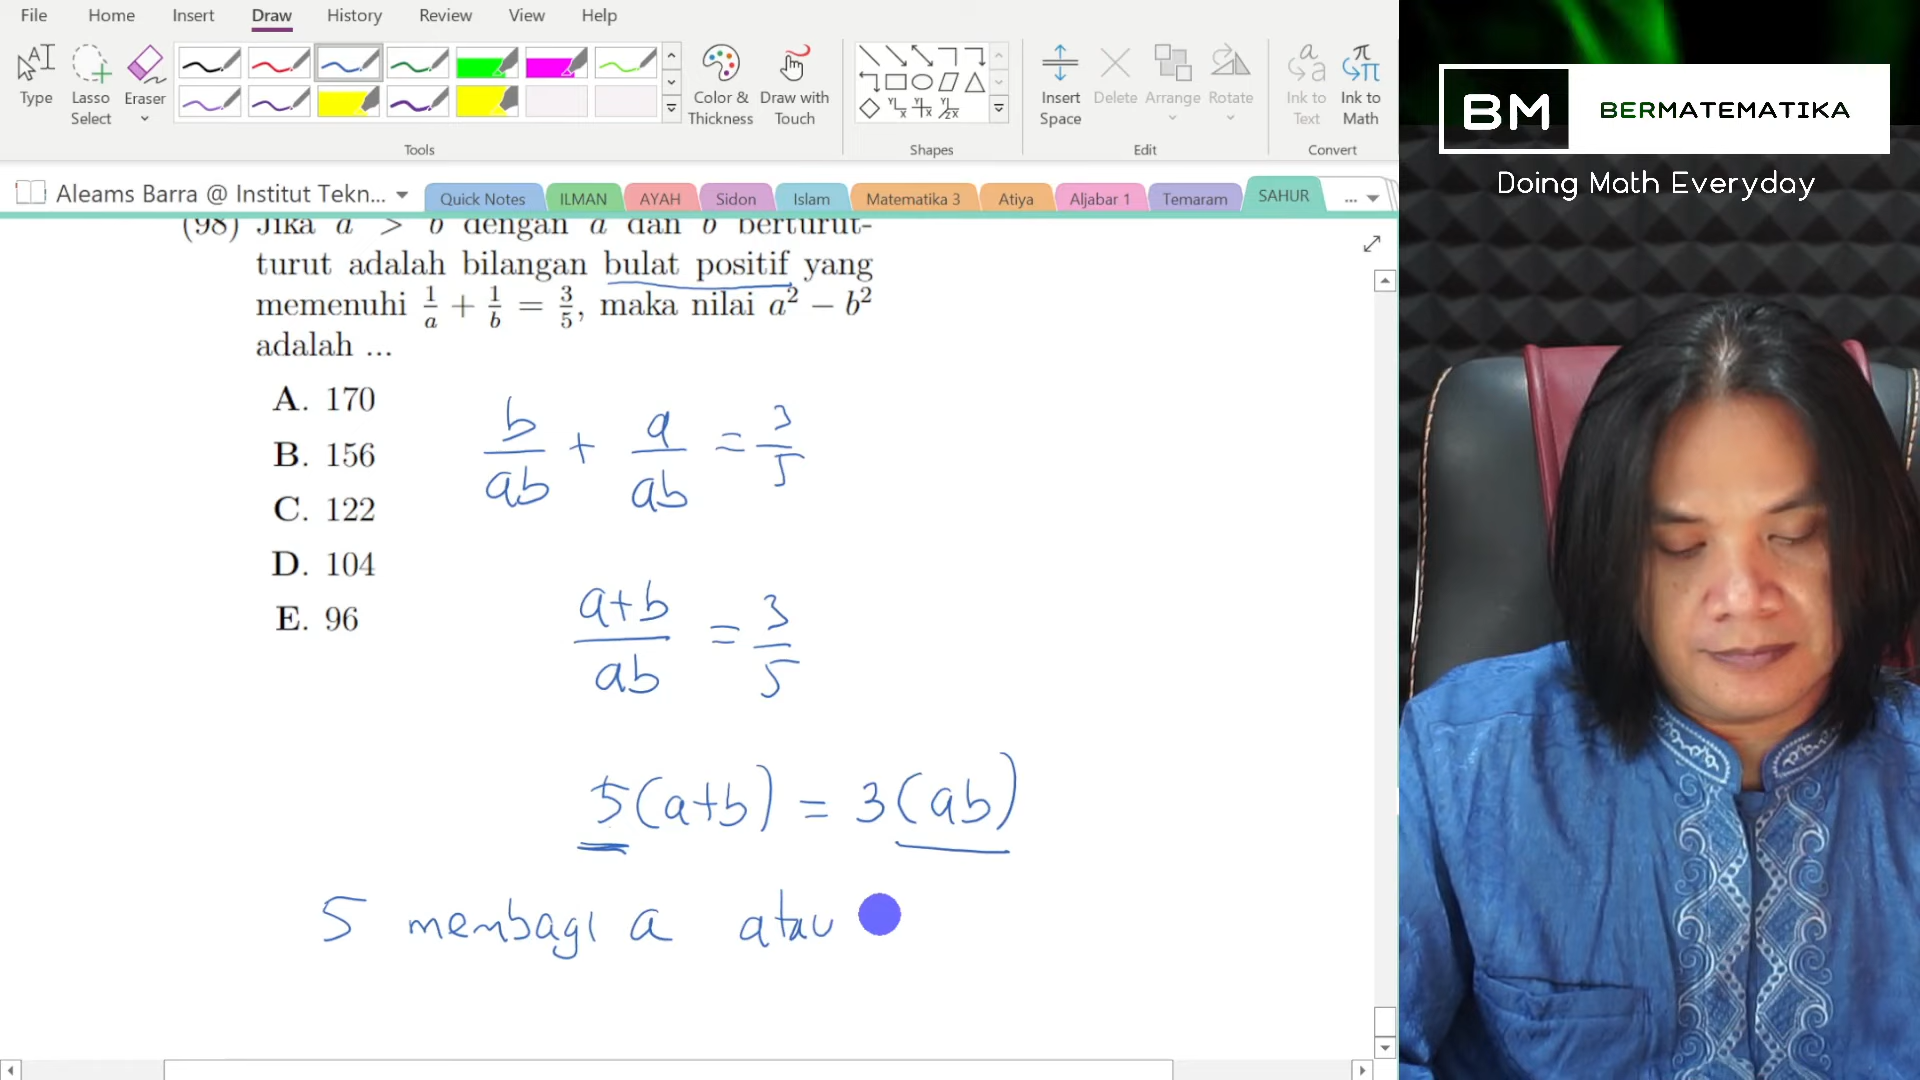 File Home Insert Draw History Review View Help
Type
Lasso Select
Eraser
Color & Thickness
Draw with Touch
Insert Space
Delete
Arrange
Rotate
Ink to Text
Ink to Math
Tools
Shapes
Edit
Convert
Aleams Barra @ Institut Tekn...
Quick Notes ILMAN AYAH Sidon Islam Matematika 3 Atiya Aljabar 1 Temaram SAHUR ...
BM BERMATEMATIKA
Doing Math Everyday
(98) Jika a > b dengan a dan b berturut-
turut adalah bilangan bulat positif yang
memenuhi 1/a + 1/b = 3/5, maka nilai a² − b²
adalah ...
A. 170
B. 156
C. 122
D. 104
E. 96
b/ab + a/ab = 3/5
a+b/ab = 3/5
5(a+b) = 3(ab)
5 membagi a atau